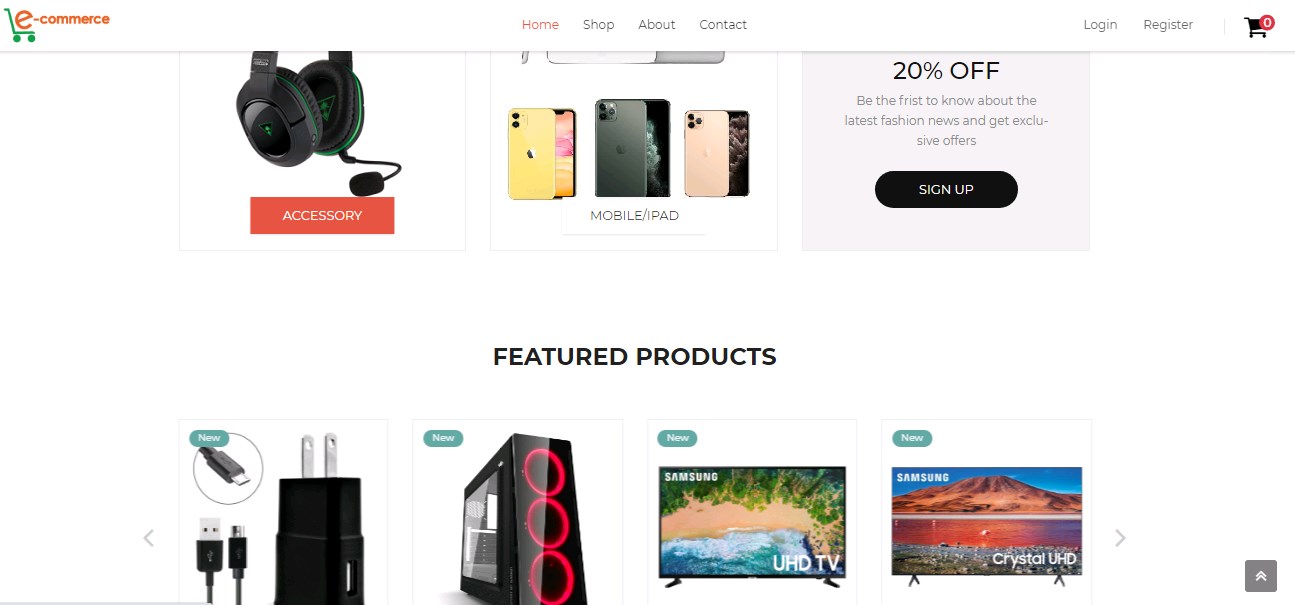 e-commerce
Home Shop About Contact
Login Register
0
20% OFF
Be the frist to know about the
latest fashion news and get exclu-
sive offers
SIGN UP
ACCESSORY
MOBILE/IPAD
FEATURED PRODUCTS
New
New
New
New
SAMSUNG
UHD TV
SAMSUNG
Crystal UHD